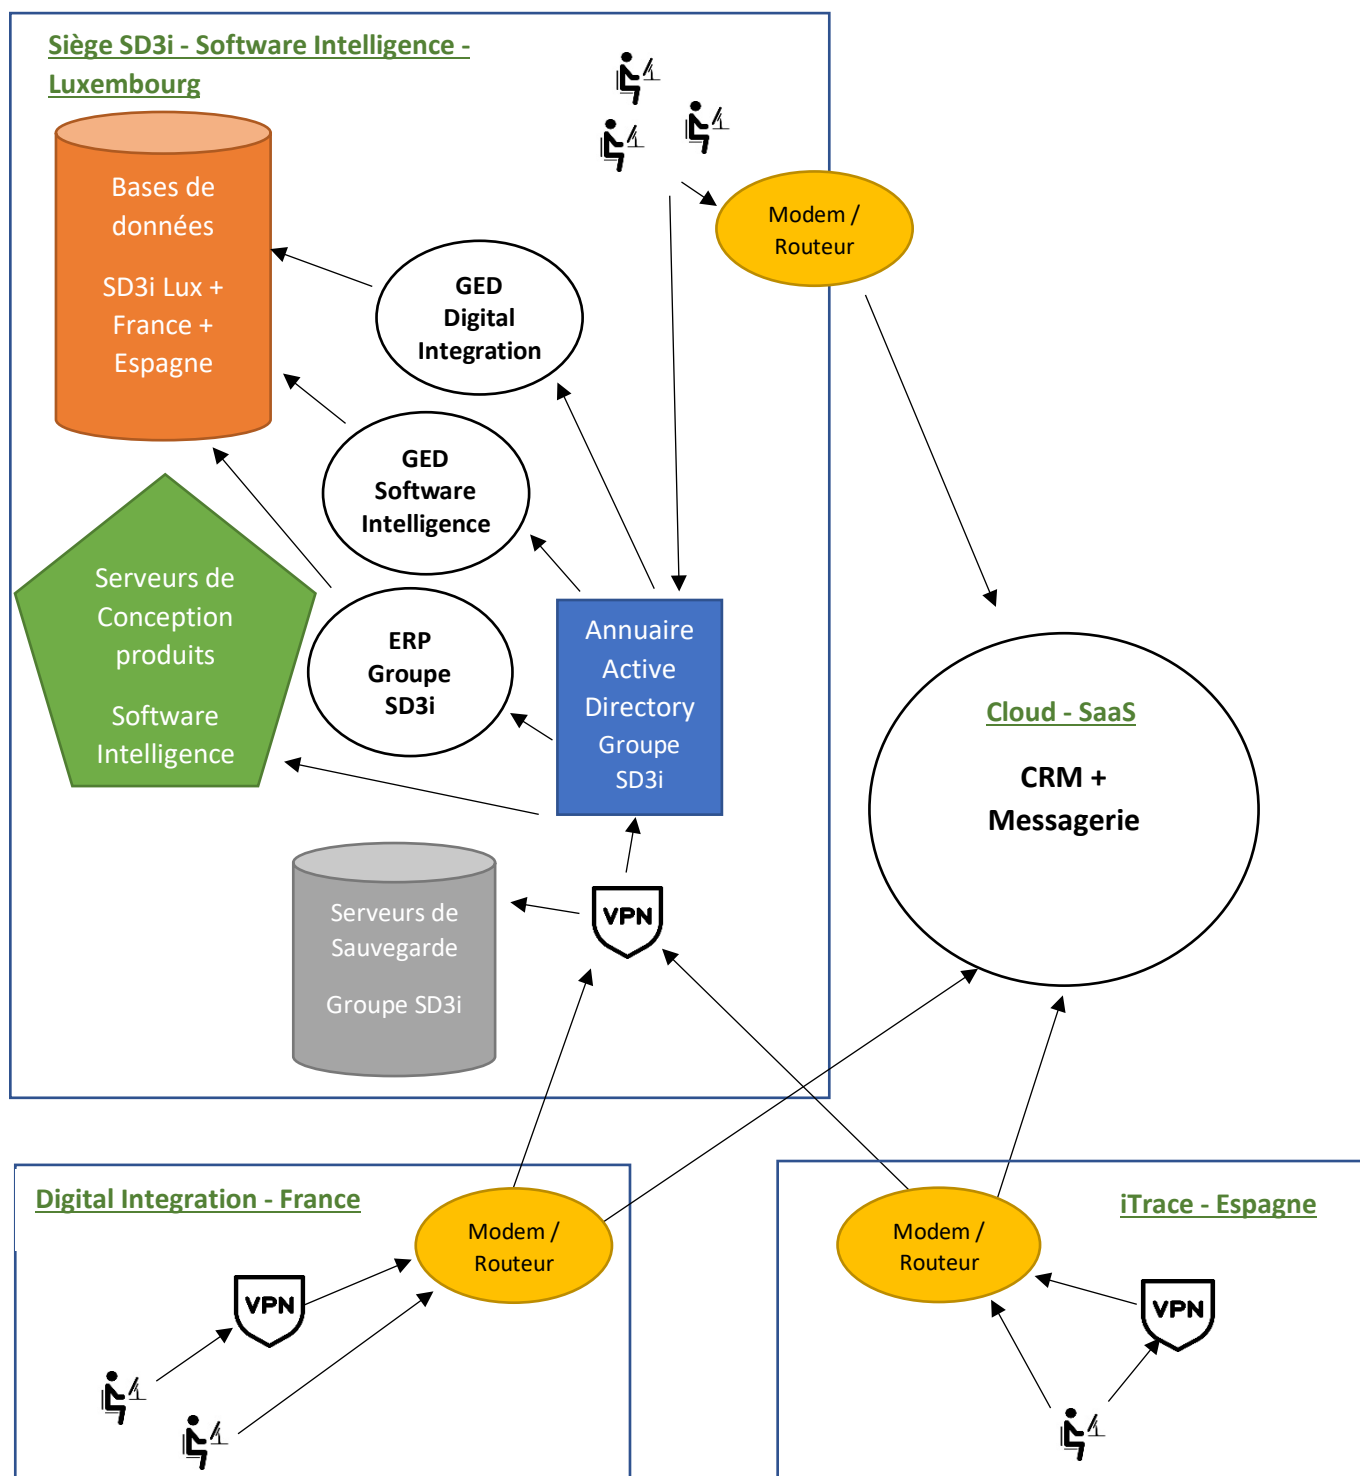 Siège SD3i - Software Intelligence -
Luxembourg
Bases de
données
SD3i Lux +
France +
Espagne
GED
Digital
Integration
Modem /
Routeur
GED
Software
Intelligence
Serveurs de
Conception
produits
Software
Intelligence
ERP
Groupe
SD3i
Annuaire
Active
Directory
Groupe
SD3i
Cloud - SaaS
CRM +
Messagerie
Serveurs de
Sauvegarde
Groupe SD3i
VPN
Digital Integration - France
Modem /
Routeur
VPN
iTrace - Espagne
Modem /
Routeur
VPN